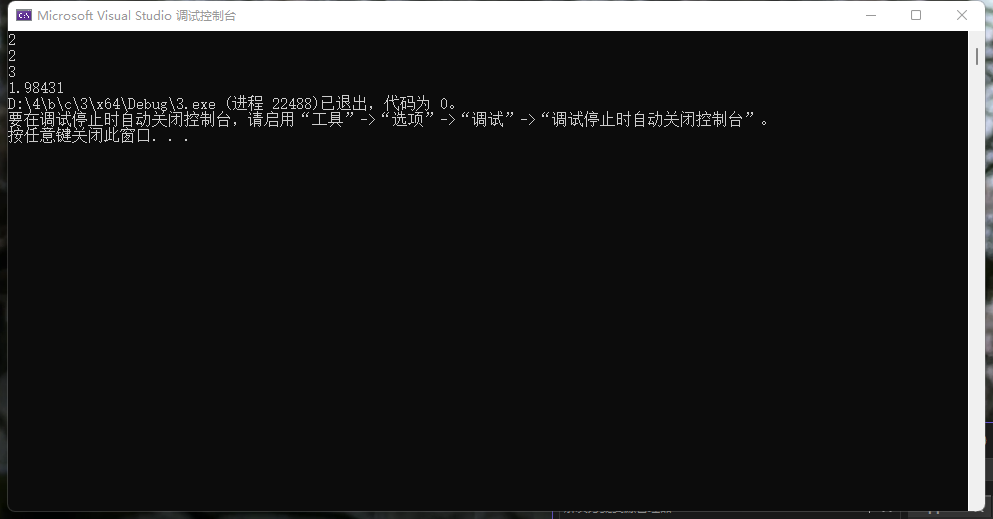 Microsoft Visual Studio 调试控制台
2
2
3
1.98431
D:\4\b\c\3\x64\Debug\3.exe (进程 22488)已退出，代码为 0。
要在调试停止时自动关闭控制台，请启用“工具”->“选项”->“调试”->“调试停止时自动关闭控制台”。
按任意键关闭此窗口. . .